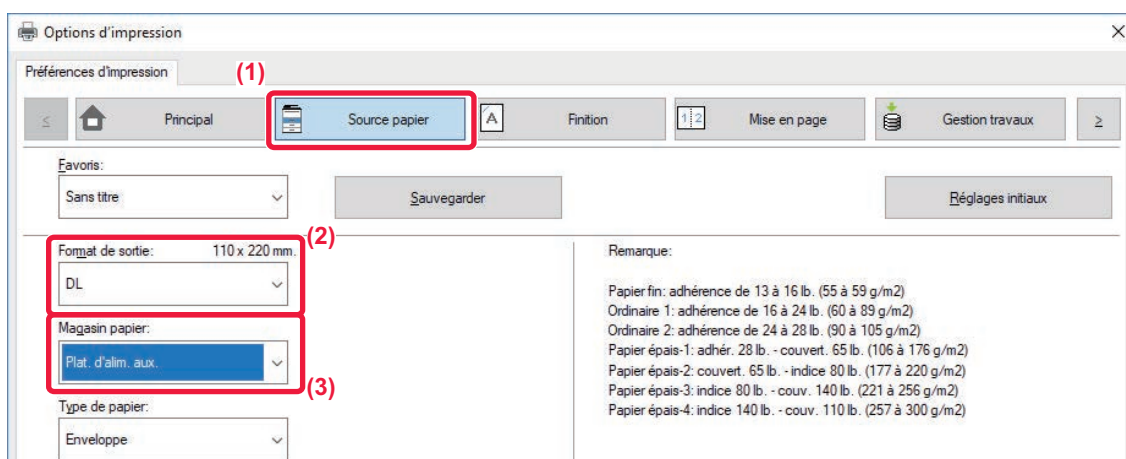 Options d'impression
Préférences d'impression
(1)
Principal
Source papier
Finition
Mise en page
Gestion travaux
Favoris:
Sans titre
Sauvegarder
Réglages initiaux
(2)
Format de sortie: 110 x 220 mm.
DL
Magasin papier:
Plat. d'alim. aux.
(3)
Type de papier:
Enveloppe
Remarque:
Papier fin: adhérence de 13 à 16 lb. (55 à 59 g/m2)
Ordinaire 1: adhérence de 16 à 24 lb. (60 à 89 g/m2)
Ordinaire 2: adhérence de 24 à 28 lb. (90 à 105 g/m2)
Papier épais-1: adhér. 28 lb. - couvert. 65 lb. (106 à 176 g/m2)
Papier épais-2: couvert. 65 lb. - indice 80 lb. (177 à 220 g/m2)
Papier épais-3: indice 80 lb. - couv. 140 lb. (221 à 256 g/m2)
Papier épais-4: indice 140 lb. - couv. 110 lb. (257 à 300 g/m2)